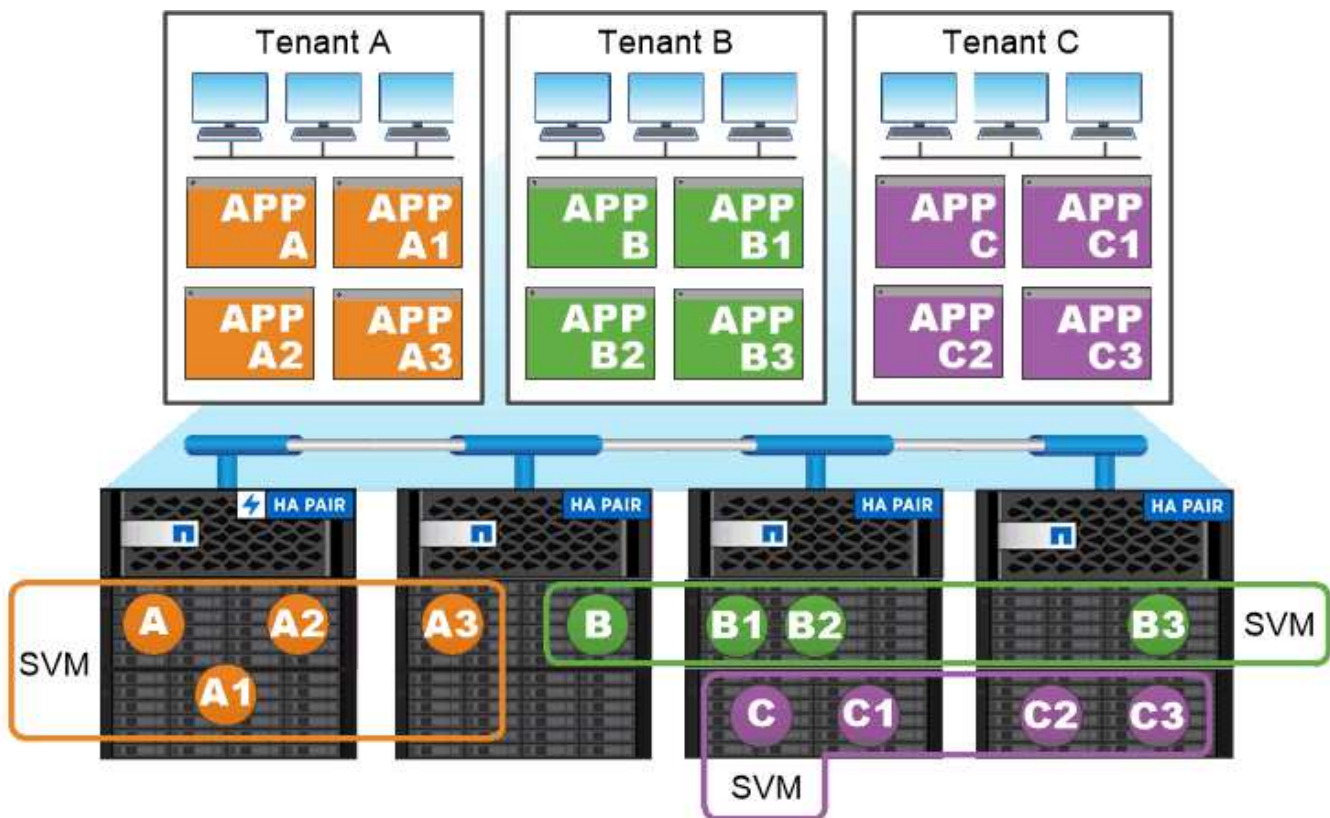 Tenant A
Tenant B
Tenant C
APP A
APP A1
APP B
APP B1
APP C
APP C1
APP A2
APP A3
APP B2
APP B3
APP C2
APP C3
HA PAIR
HA PAIR
HA PAIR
HA PAIR
A
A2
A3
B
B1
B2
B3
SVM
SVM
A1
C
C1
C2
C3
SVM